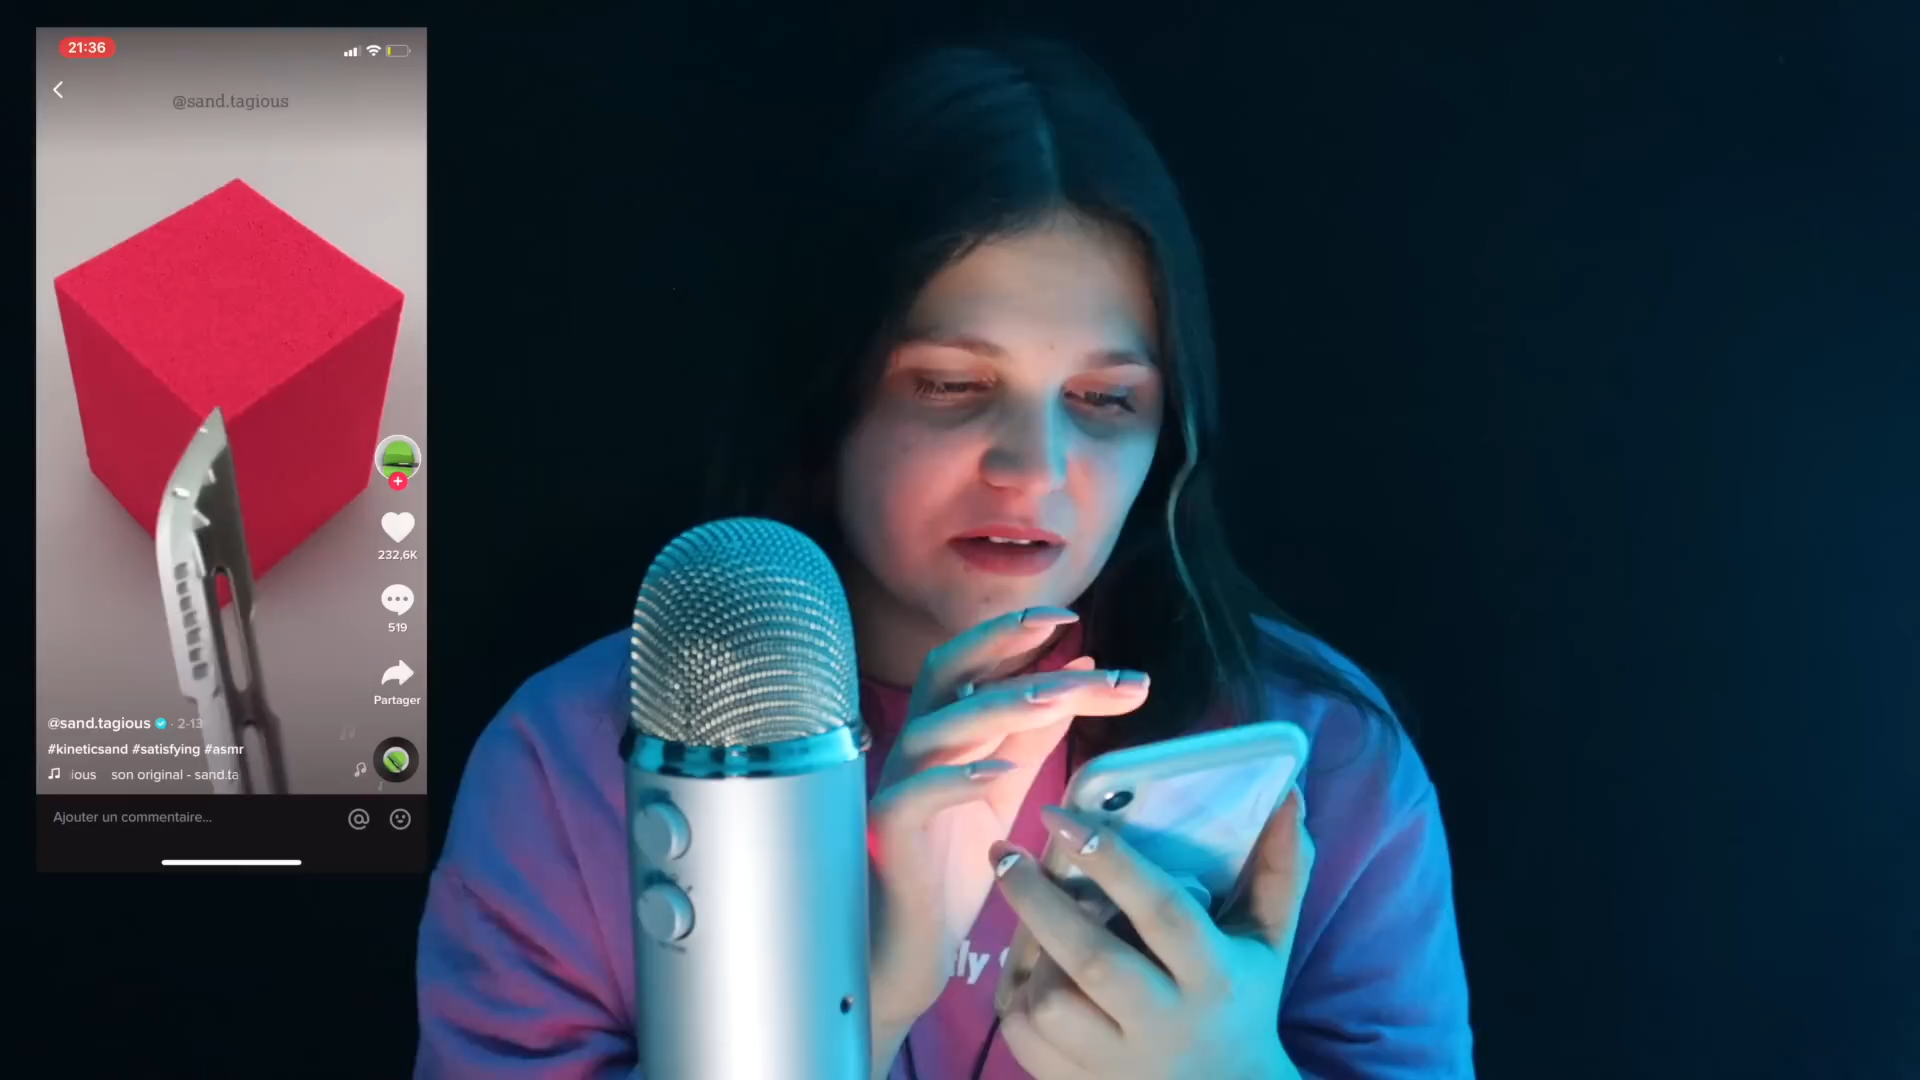 21:36
@sand.tagious
232,6K
519
Partager
@sand.tagious · 2-13
#kineticsand #satisfying #asmr
ious son original - sand.ta
Ajouter un commentaire...
ly